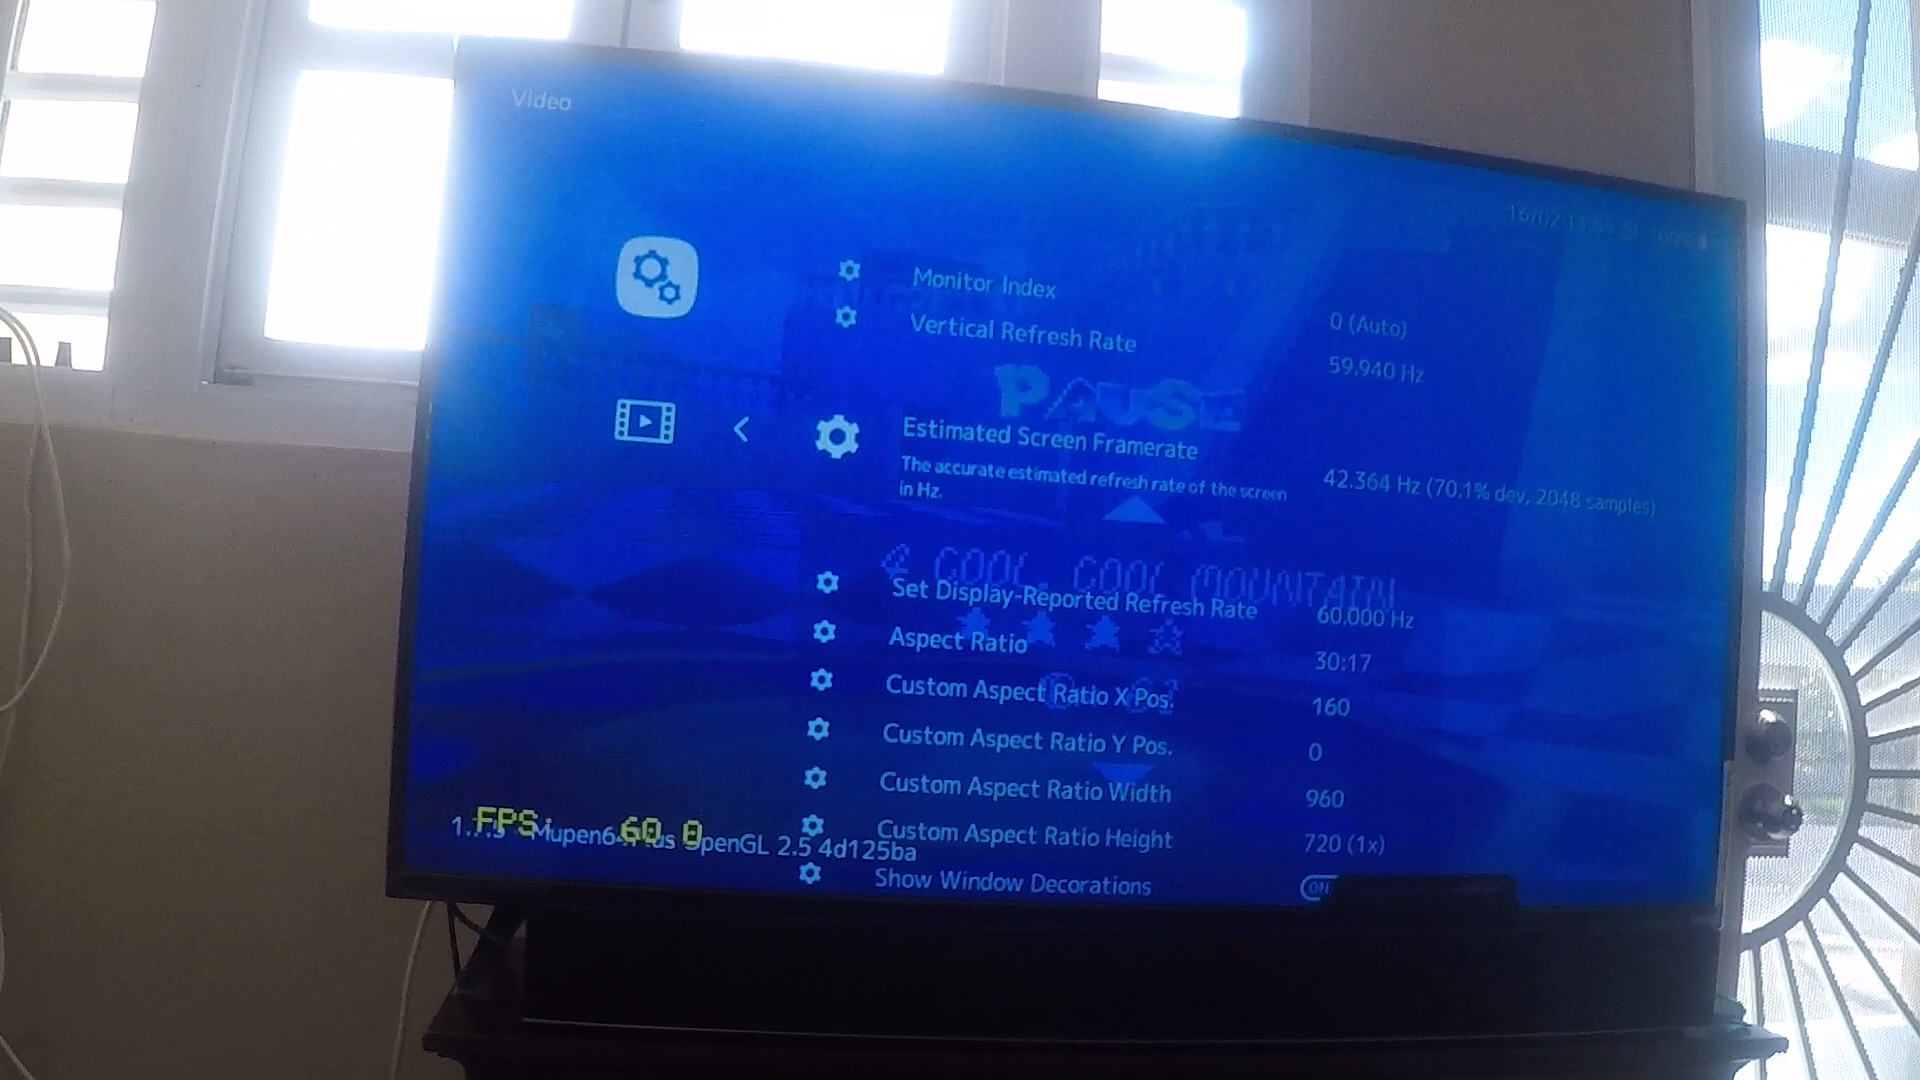 Video
Monitor Index
0 (Auto)
Vertical Refresh Rate
59.940 Hz
PAUSE
Estimated Screen Framerate
The accurate estimated refresh rate of the screen
in Hz.
42.364 Hz (70.1% dev, 2048 samples)
COOL, COOL MOUNTAIN
Set Display-Reported Refresh Rate
60.000 Hz
Aspect Ratio
30:17
Custom Aspect Ratio X Pos.
160
Custom Aspect Ratio Y Pos.
0
Custom Aspect Ratio Width
960
Custom Aspect Ratio Height
720 (1x)
FPS: 60.0
OpenGL 2.5 4d125ba
Show Window Decorations
ON